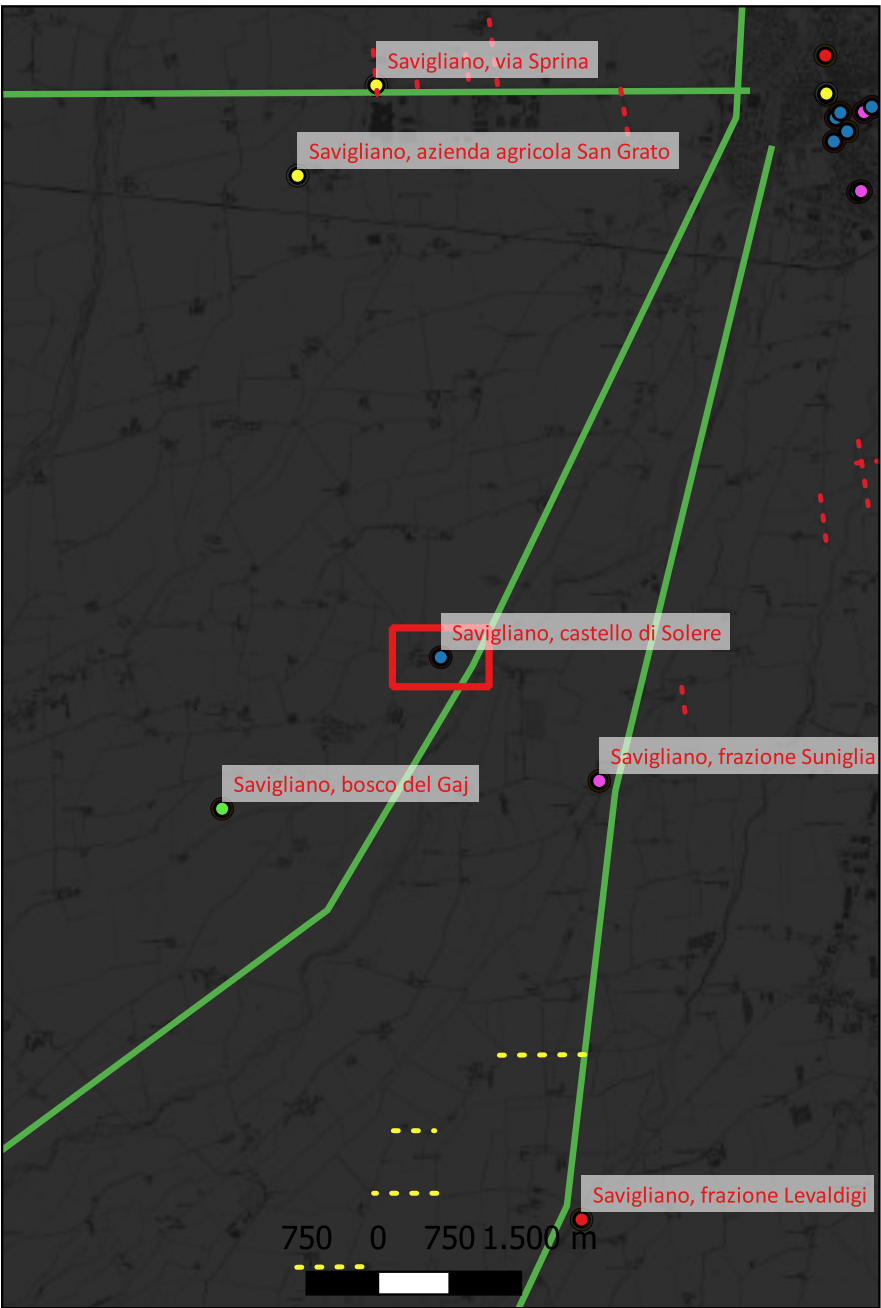 Savigliano, via Sprina
Savigliano, azienda agricola San Grato
Savigliano, castello di Solere
Savigliano, frazione Suniglia
Savigliano, bosco del Gaj
Savigliano, frazione Levaldigi
750 0 750 1.500 m